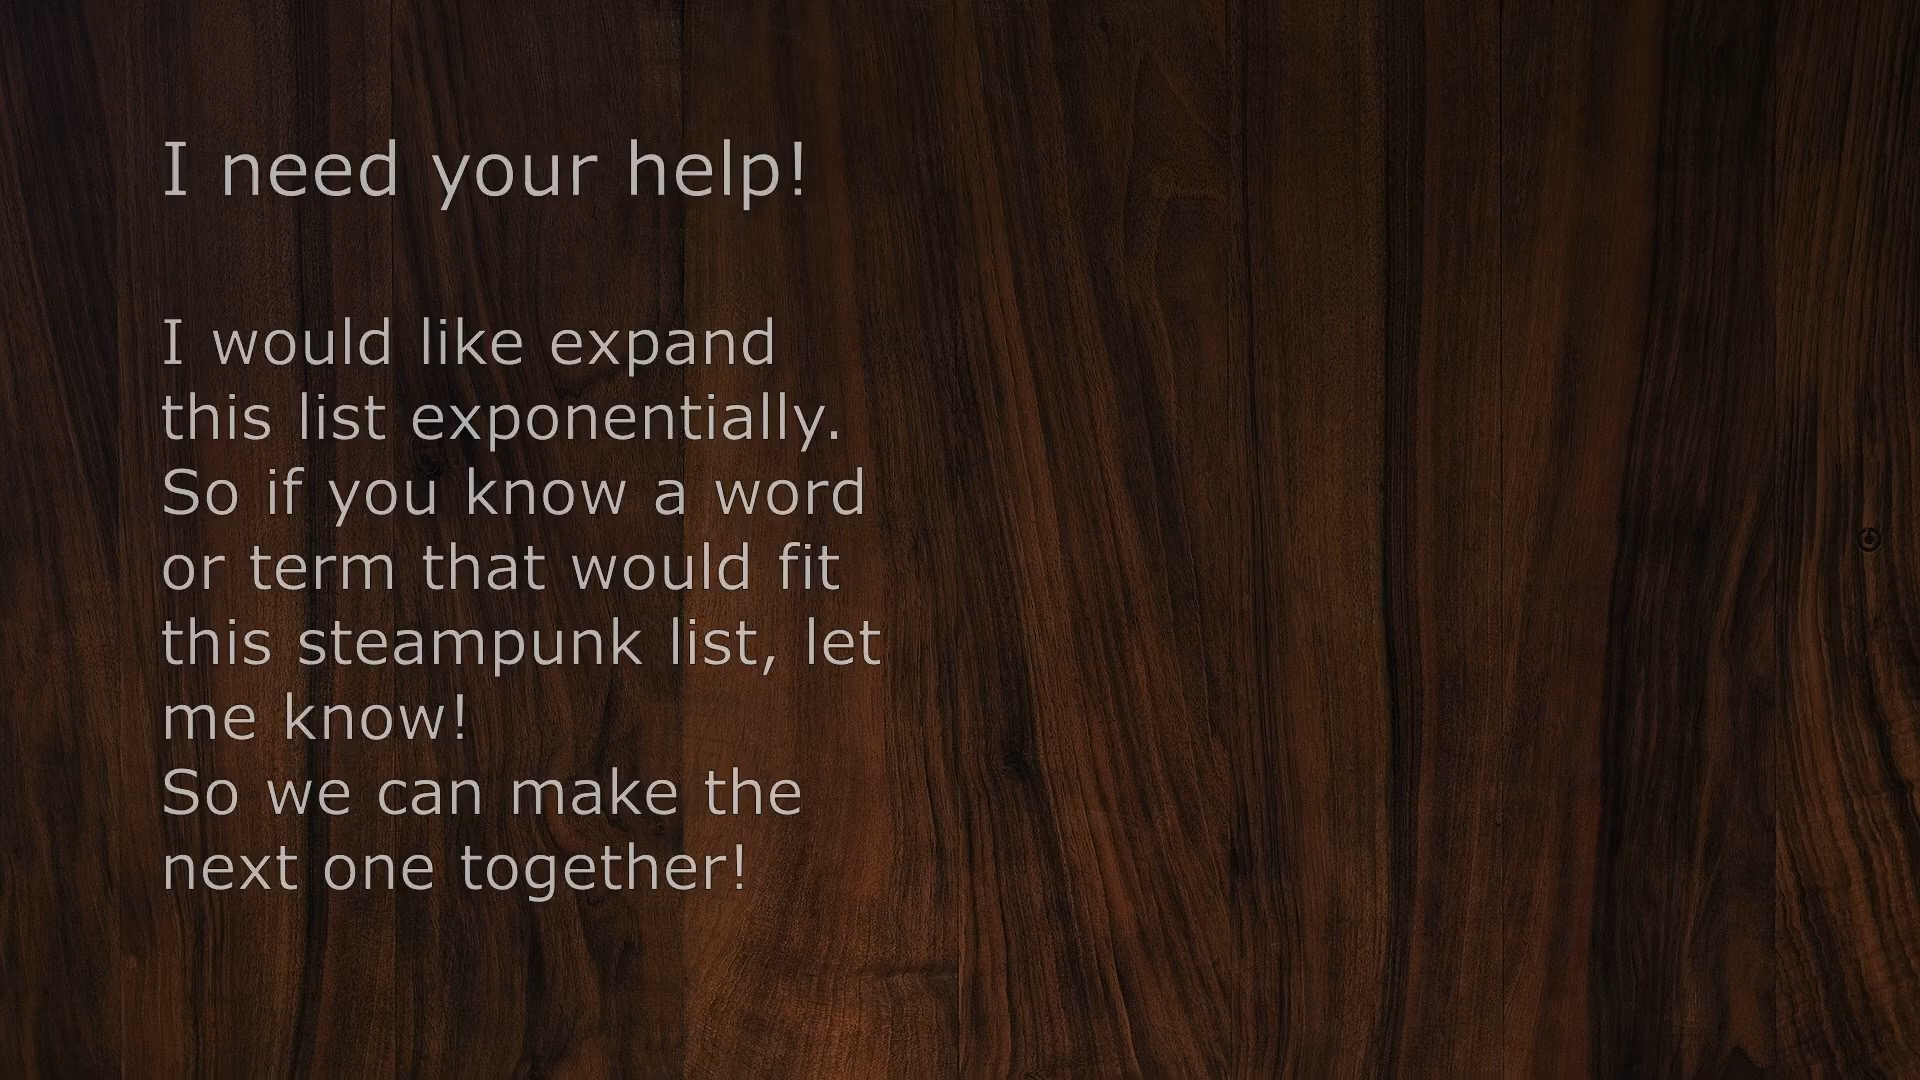 I need your help!
I would like expand
this list exponentially.
So if you know a word
or term that would fit
this steampunk list, let
me know!
So we can make the
next one together!